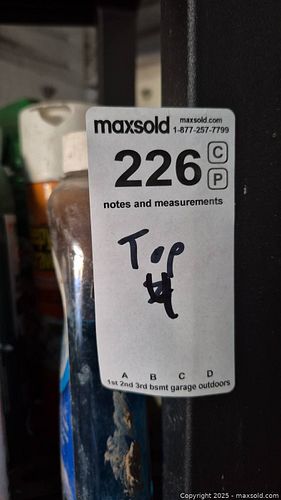 maxsold maxsold.com
1-877-257-7799
226 C
P
notes and measurements
Top
A B C D
1st 2nd 3rd bsmt garage outdoors
Copyright © 2025 - maxsold.com